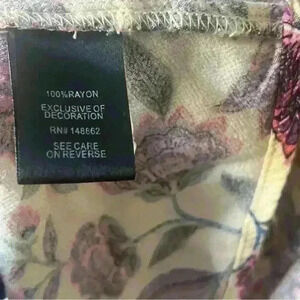 100%RAYON
EXCLUSIVE OF
DECORATION
RN# 148662
SEE CARE
ON REVERSE